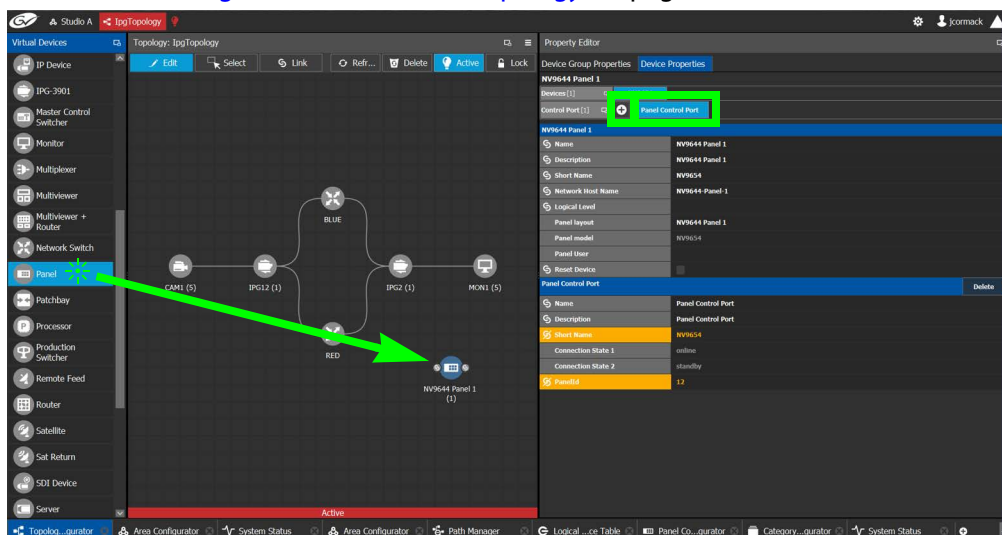 Studio A
IpgTopology
jcormack
Virtual Devices
IP Device
IPG-3901
Master Control
Switcher
Monitor
Multiplexer
Multiviewer
Multiviewer +
Router
Network Switch
Panel
Patchbay
Processor
Production
Switcher
Remote Feed
Router
Satellite
Sat Return
SDI Device
Server
Topology: IpgTopology
Edit
Select
Link
Refr...
Delete
Active
Lock
BLUE
CAM1 (5)
IPG12 (1)
IPG2 (1)
MON1 (5)
RED
NV9644 Panel 1
(1)
Active
Property Editor
Device Group Properties Device Properties
NV9644 Panel 1
Devices [1]
Control Port [1] Panel Control Port
NV9644 Panel 1
Name NV9644 Panel 1
Description NV9644 Panel 1
Short Name NV9654
Network Host Name NV9644-Panel-1
Logical Level
Panel layout NV9644 Panel 1
Panel model NV9654
Panel User
Reset Device
Panel Control Port Delete
Name Panel Control Port
Description Panel Control Port
Short Name NV9654
Connection State 1 online
Connection State 2 standby
PanelId 12
Topolog...gurator
Area Configurator
System Status
Area Configurator
Path Manager
Logical ...ce Table
Panel Co...gurator
Category...gurator
System Status